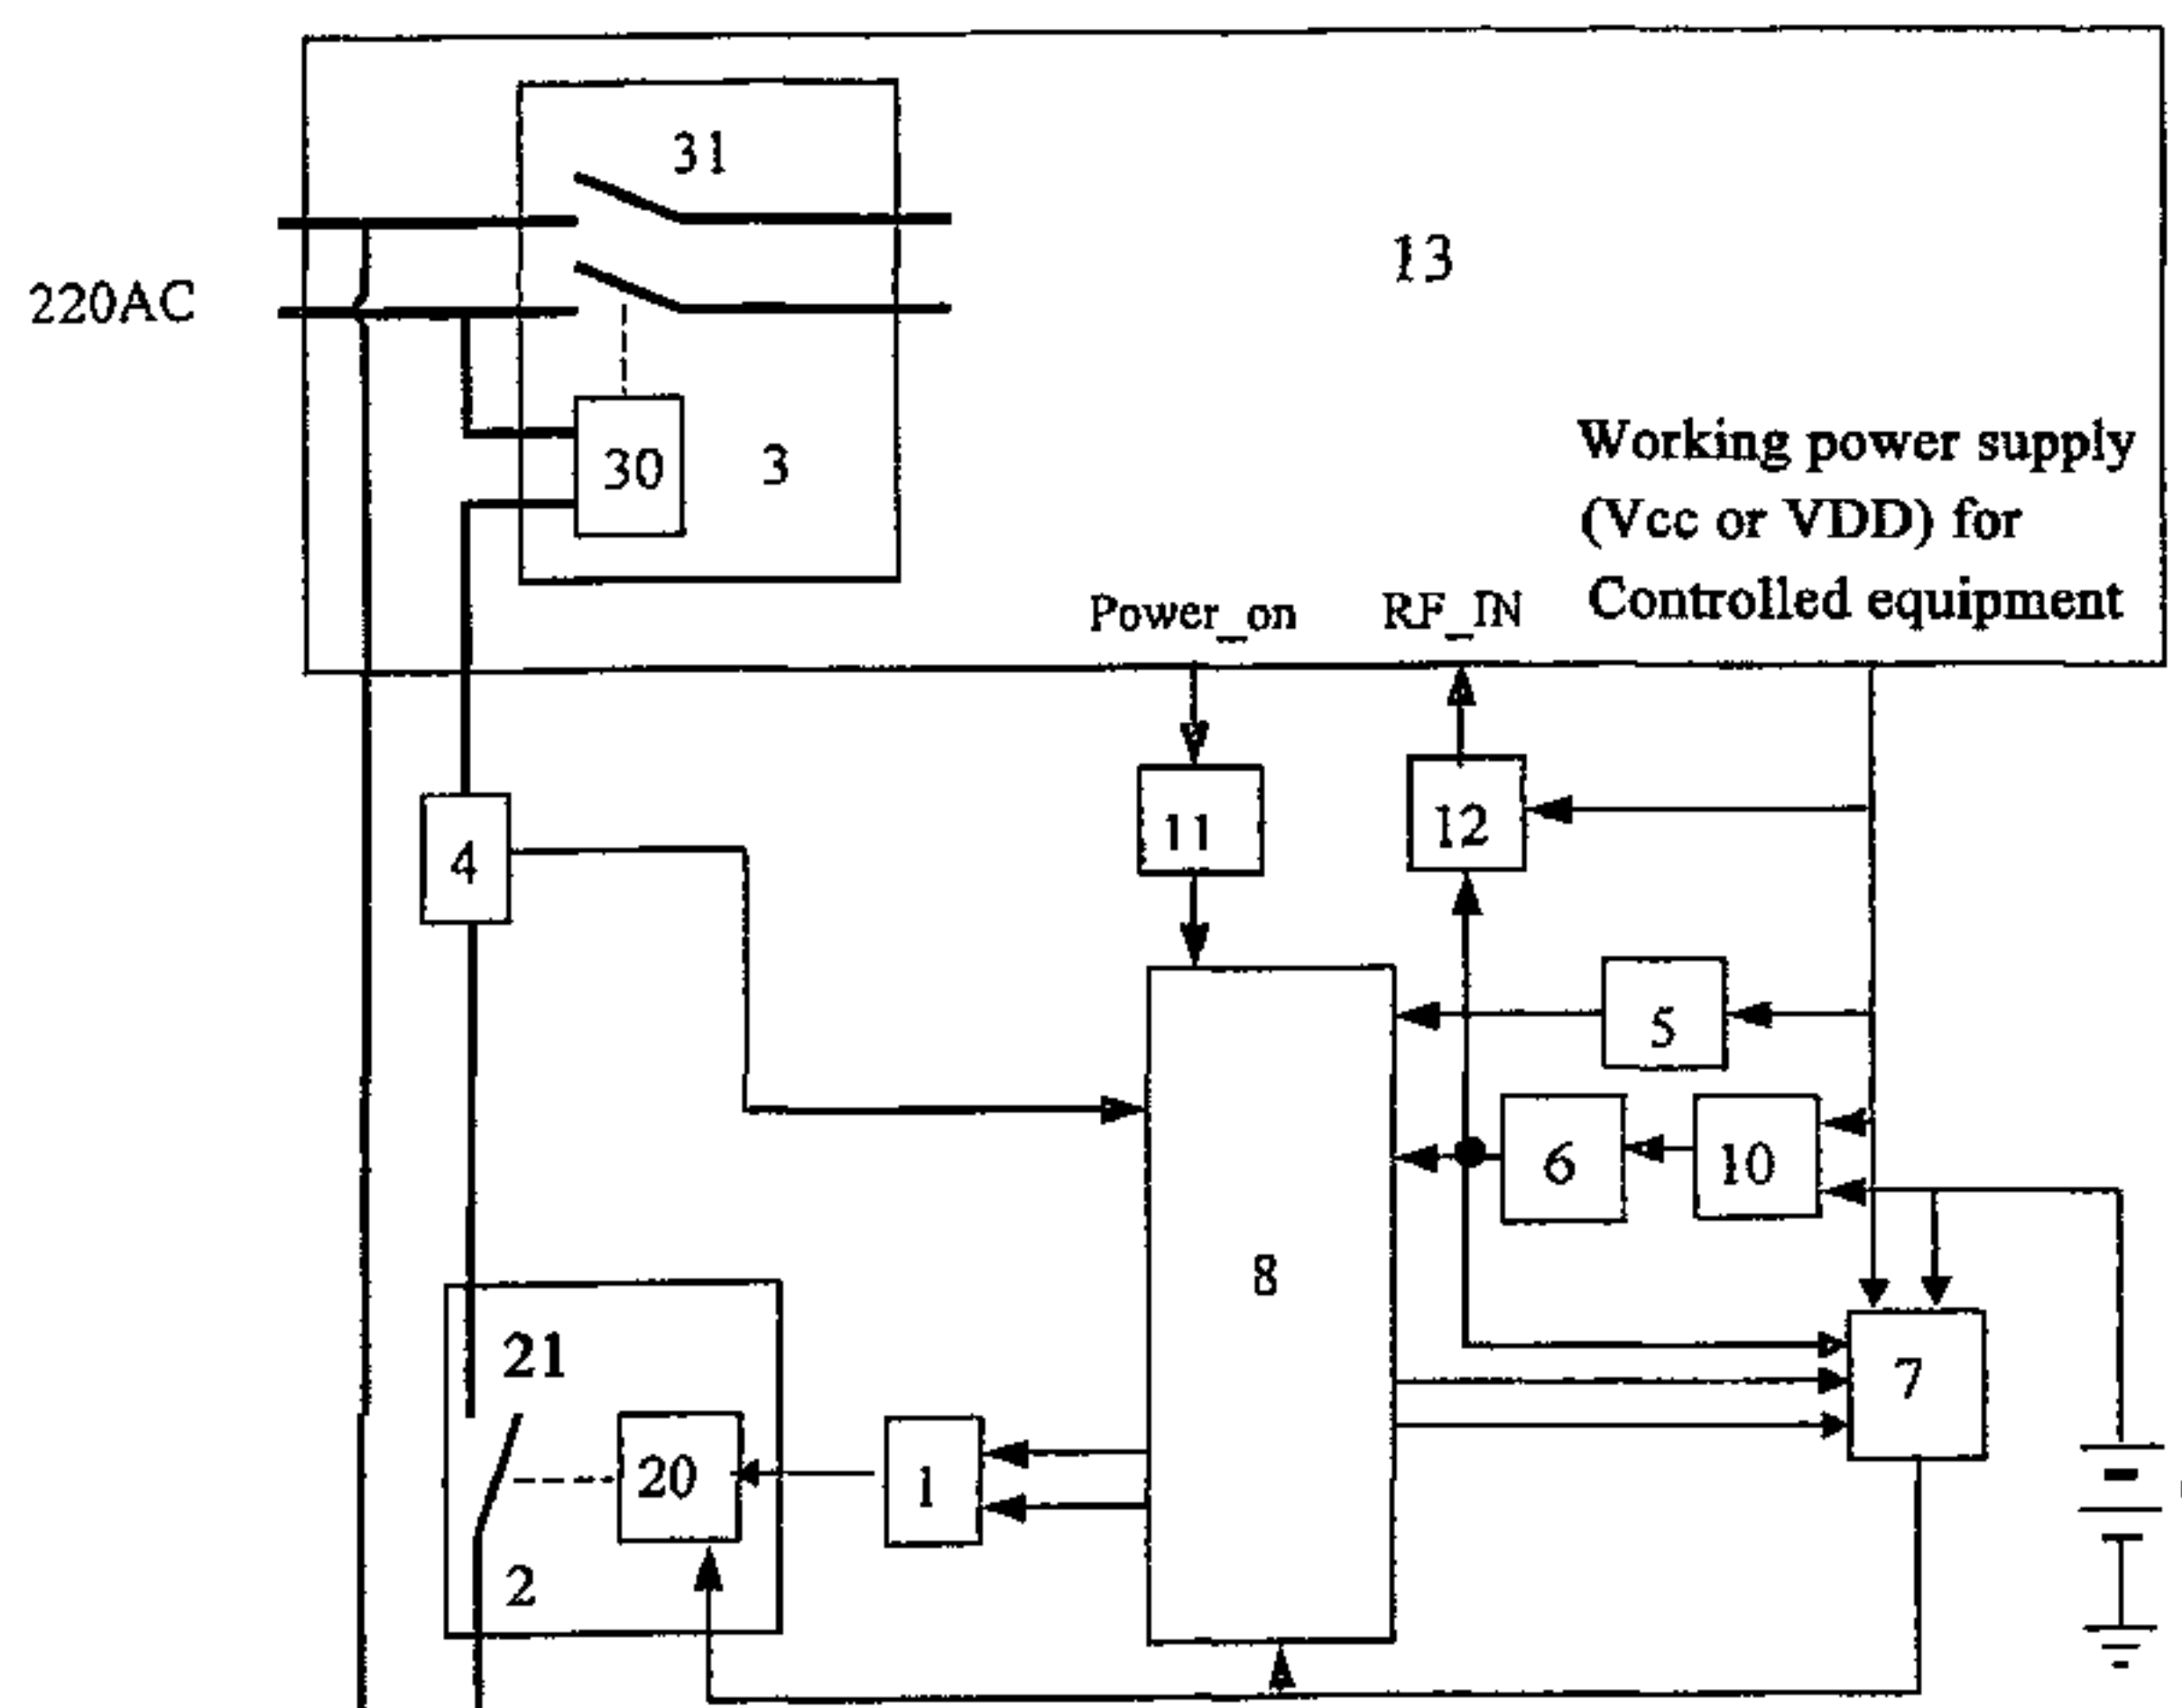 31
13
220AC
Working power supply
30
3
(Vcc or VDD) for
Power_on
RF_IN
Controlled equipment
11
12
4
5
6
10
8
21
7
20
1
2